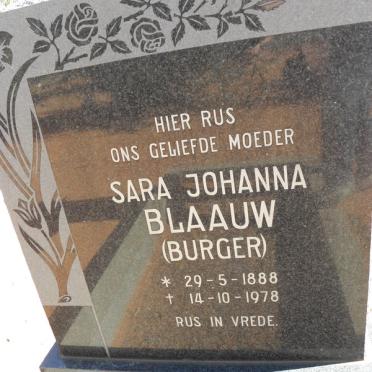 HIER RUS
ONS GELIEFDE MOEDER
SARA JOHANNA
BLAAUW
(BURGER)
* 29-5-1888
† 14-10-1978
RUS IN VREDE.